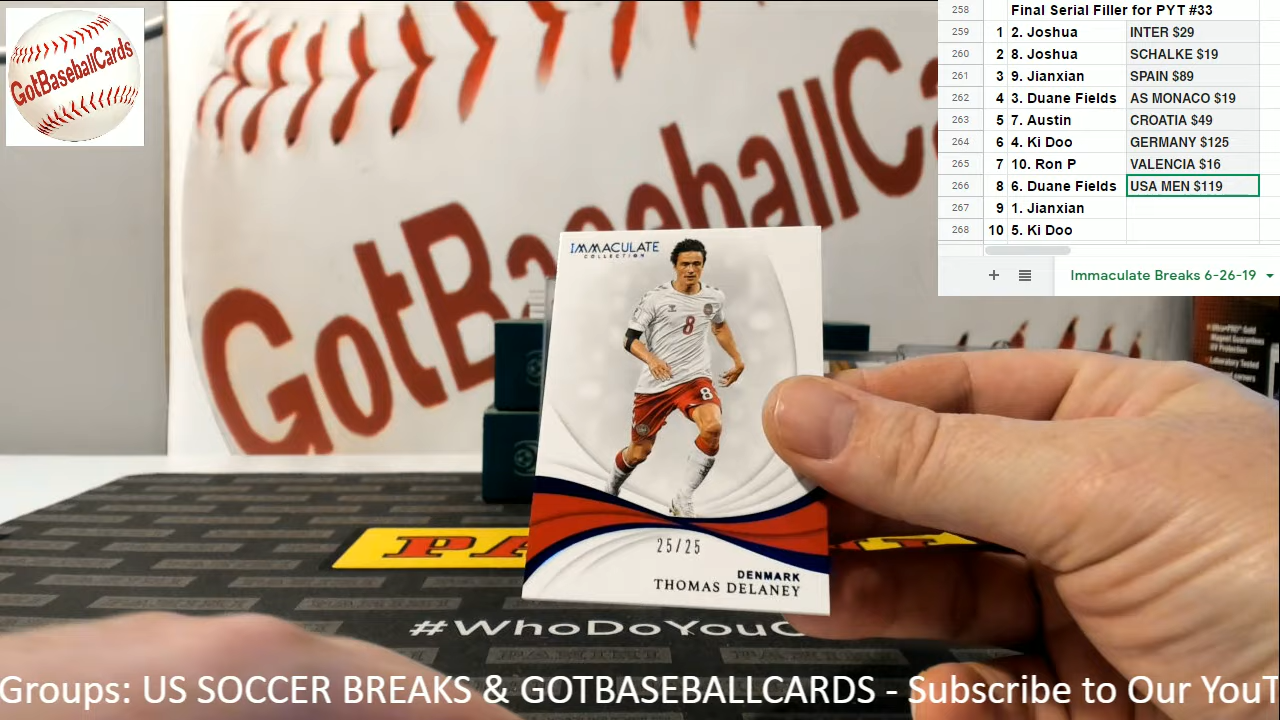 GotBaseballCards
GotBaseballCa
258 Final Serial Filler for PYT #33
259 1 2. Joshua INTER $29
260 2 8. Joshua SCHALKE $19
261 3 9. Jianxian SPAIN $89
262 4 3. Duane Fields AS MONACO $19
263 5 7. Austin CROATIA $49
264 6 4. Ki Doo GERMANY $125
265 7 10. Ron P VALENCIA $16
266 8 6. Duane Fields USA MEN $119
267 9 1. Jianxian
268 10 5. Ki Doo
Immaculate Breaks 6-26-19
GotBa
IMMACULATE
COLLECTION
8
8
25/25
DENMARK
THOMAS DELANEY
#WhoDoYouC
Groups: US SOCCER BREAKS & GOTBASEBALLCARDS - Subscribe to Our YouT